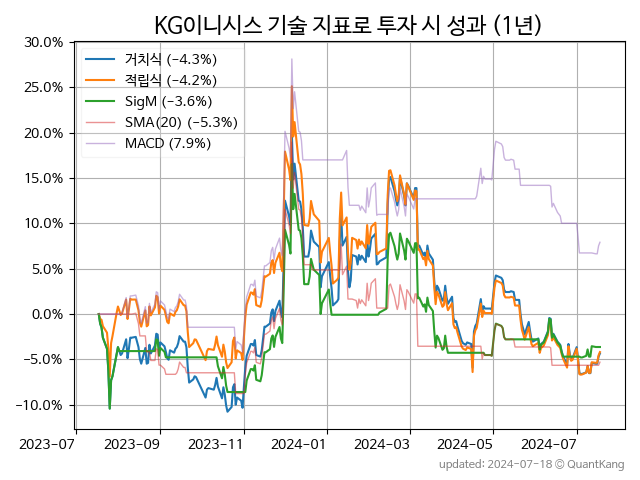 KG이니시스 기술 지표로 투자 시 성과 (1년)
30.0%
25.0%
20.0%
15.0%
10.0%
5.0%
0.0%
−5.0%
−10.0%
거치식 (−4.3%)
적립식 (−4.2%)
SigM (−3.6%)
SMA(20) (−5.3%)
MACD (7.9%)
2023-07 2023-09 2023-11 2024-01 2024-03 2024-05 2024-07
updated: 2024-07-18 © QuantKang